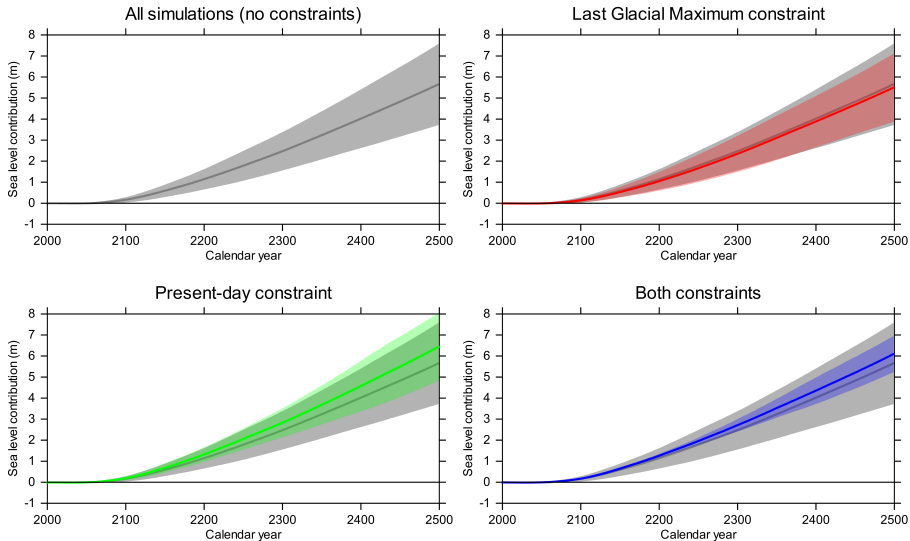 All simulations (no constraints)
8
7
6
5
4
3
2
1
0
-1
Sea level contribution (m)
2000 2100 2200 2300 2400 2500
Calendar year
Last Glacial Maximum constraint
8
7
6
5
4
3
2
1
0
-1
Sea level contribution (m)
2000 2100 2200 2300 2400 2500
Calendar year
Present-day constraint
8
7
6
5
4
3
2
1
0
-1
Sea level contribution (m)
2000 2100 2200 2300 2400 2500
Calendar year
Both constraints
8
7
6
5
4
3
2
1
0
-1
Sea level contribution (m)
2000 2100 2200 2300 2400 2500
Calendar year